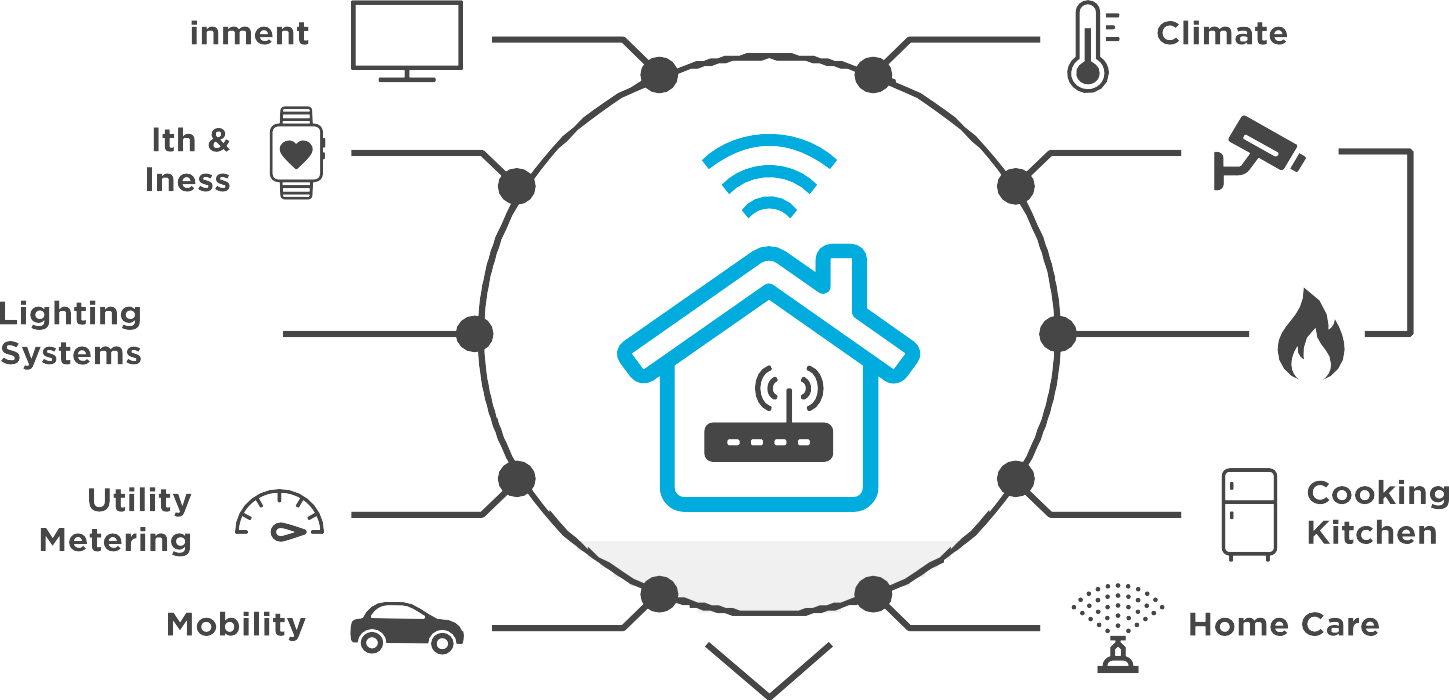 inment
Climate
lth &
lness
Lighting
Systems
Utility
Metering
Cooking
Kitchen
Mobility
Home Care